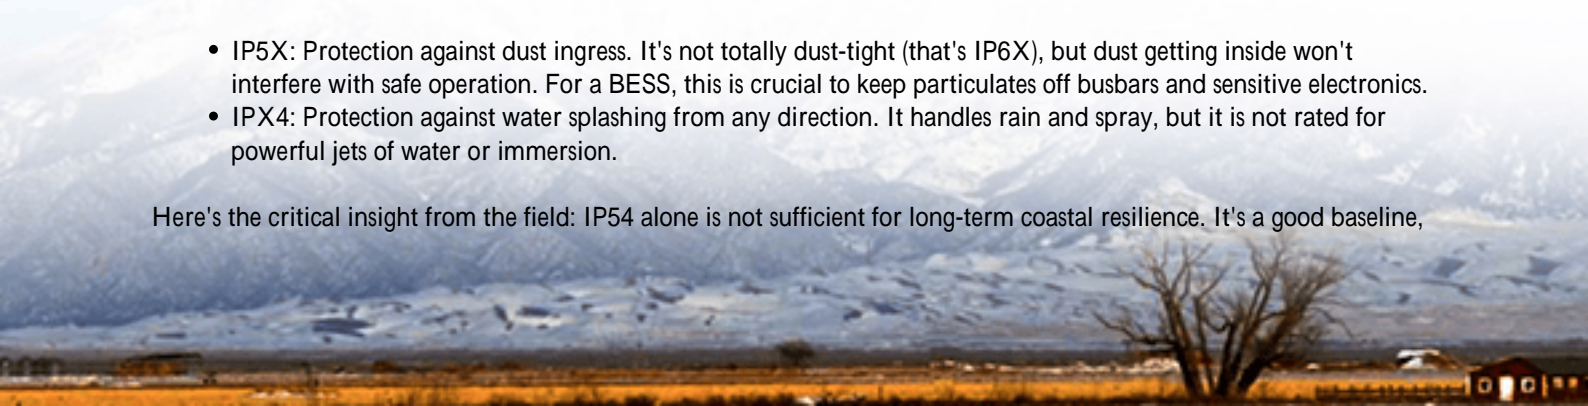 • IP5X: Protection against dust ingress. It's not totally dust-tight (that's IP6X), but dust getting inside won't
interfere with safe operation. For a BESS, this is crucial to keep particulates off busbars and sensitive electronics.
• IPX4: Protection against water splashing from any direction. It handles rain and spray, but it is not rated for
powerful jets of water or immersion.
Here's the critical insight from the field: IP54 alone is not sufficient for long-term coastal resilience. It's a good baseline,